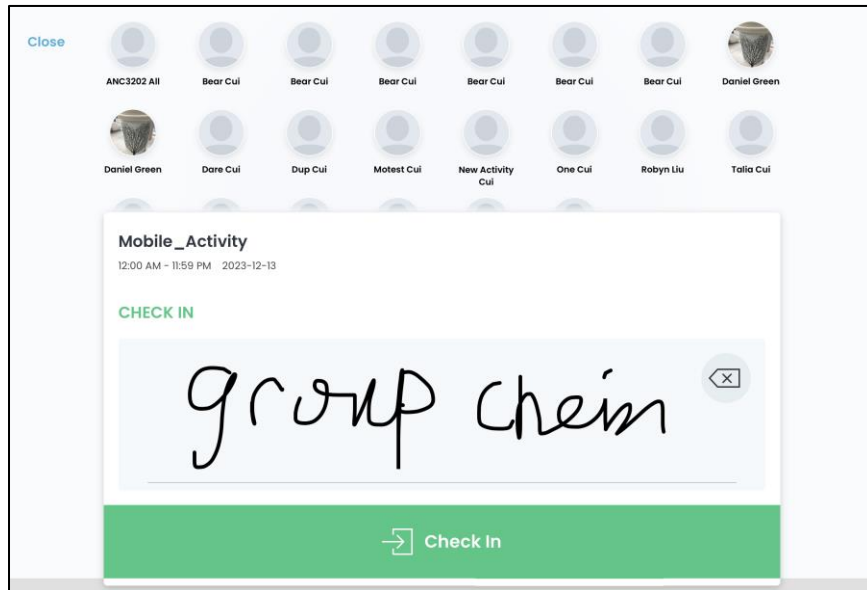 Close
ANC3202 All
Bear Cui
Bear Cui
Bear Cui
Bear Cui
Bear Cui
Bear Cui
Daniel Green
Daniel Green
Dare Cui
Dup Cui
Motest Cui
New Activity
Cui
One Cui
Robyn Liu
Talia Cui
Mobile_Activity
12:00 AM - 11:59 PM 2023-12-13
CHECK IN
group chein
Check In